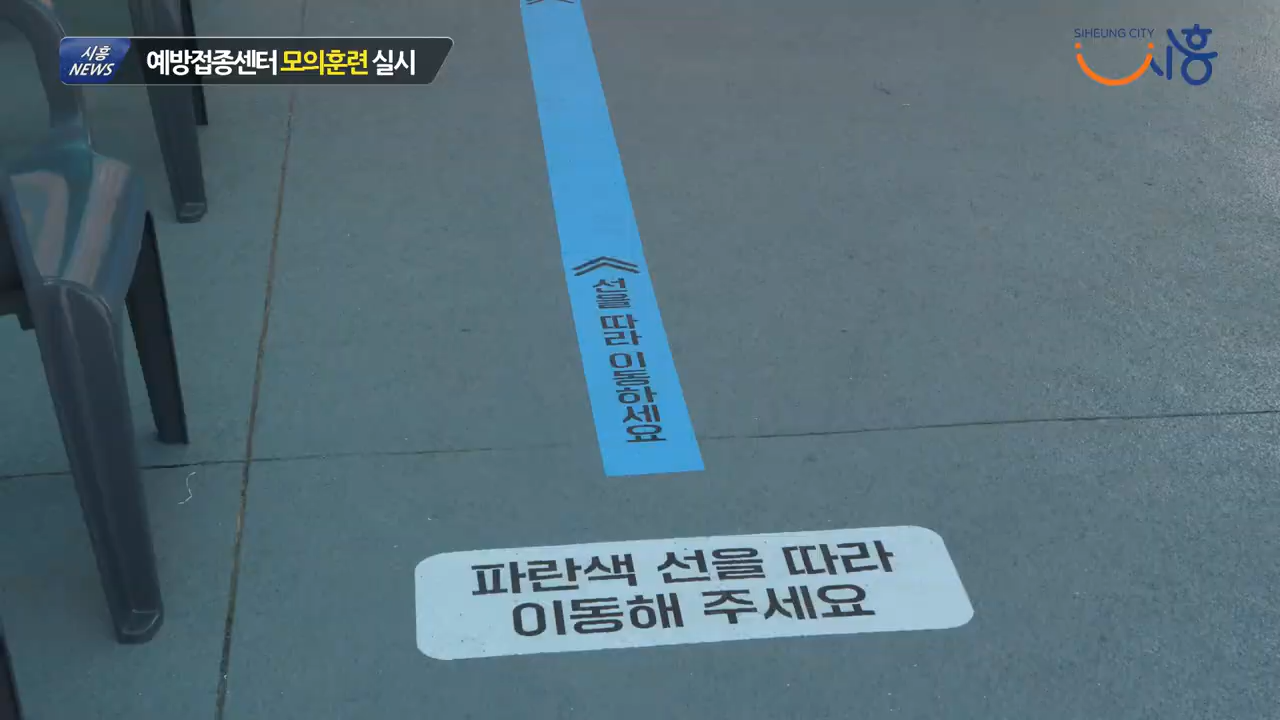 시흥
NEWS
예방접종센터 모의훈련 실시
SIHEUNG CITY
시흥
선을 따라 이동하세요
파란색 선을 따라
이동해 주세요